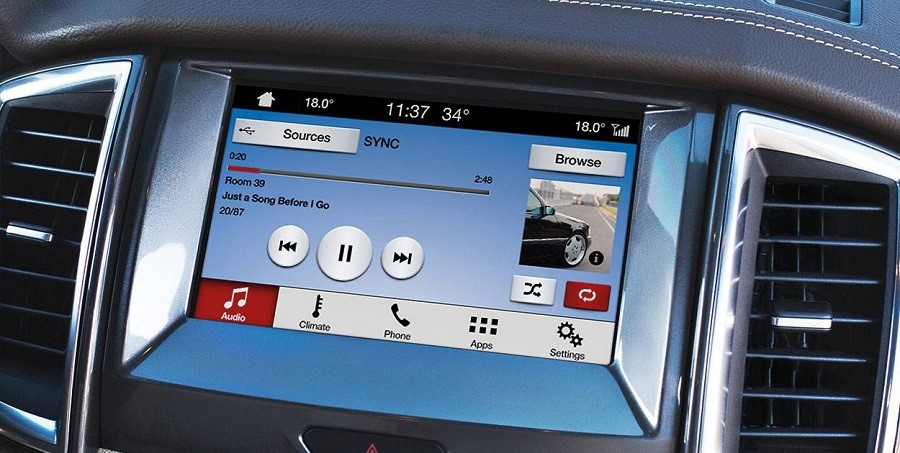 18.0° 11:37 34° 18.0°
Sources SYNC
Browse
0:20 2:48
Room 39
Just a Song Before I Go
20/87
i
Audio Climate Phone Apps Settings